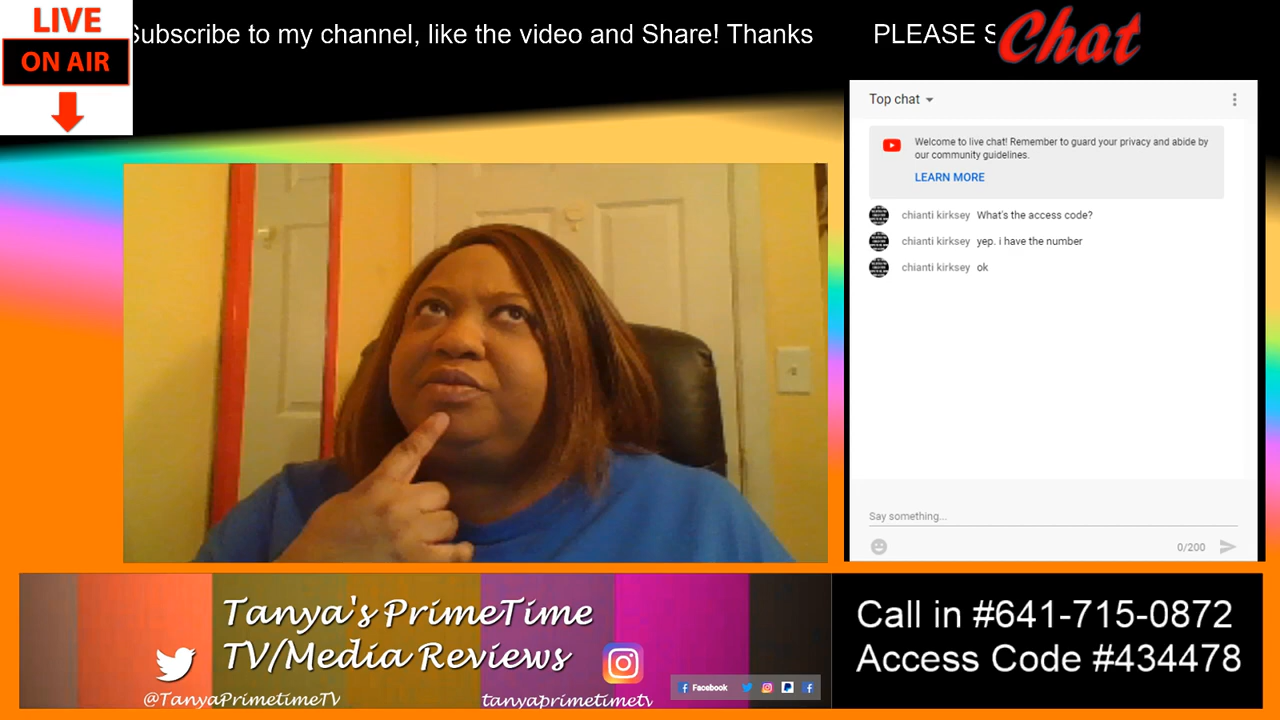 LIVE
ON AIR
Subscribe to my channel, like the video and Share! Thanks
PLEASE S
Chat
Top chat
Welcome to live chat! Remember to guard your privacy and abide by
our community guidelines.
LEARN MORE
chianti kirksey What's the access code?
chianti kirksey yep. i have the number
chianti kirksey ok
Say something...
0/200
Tanya's PrimeTime
TV/Media Reviews
@TanyaPrimetimeTV
tanyaprimetimetv
Facebook
Call in #641-715-0872
Access Code #434478